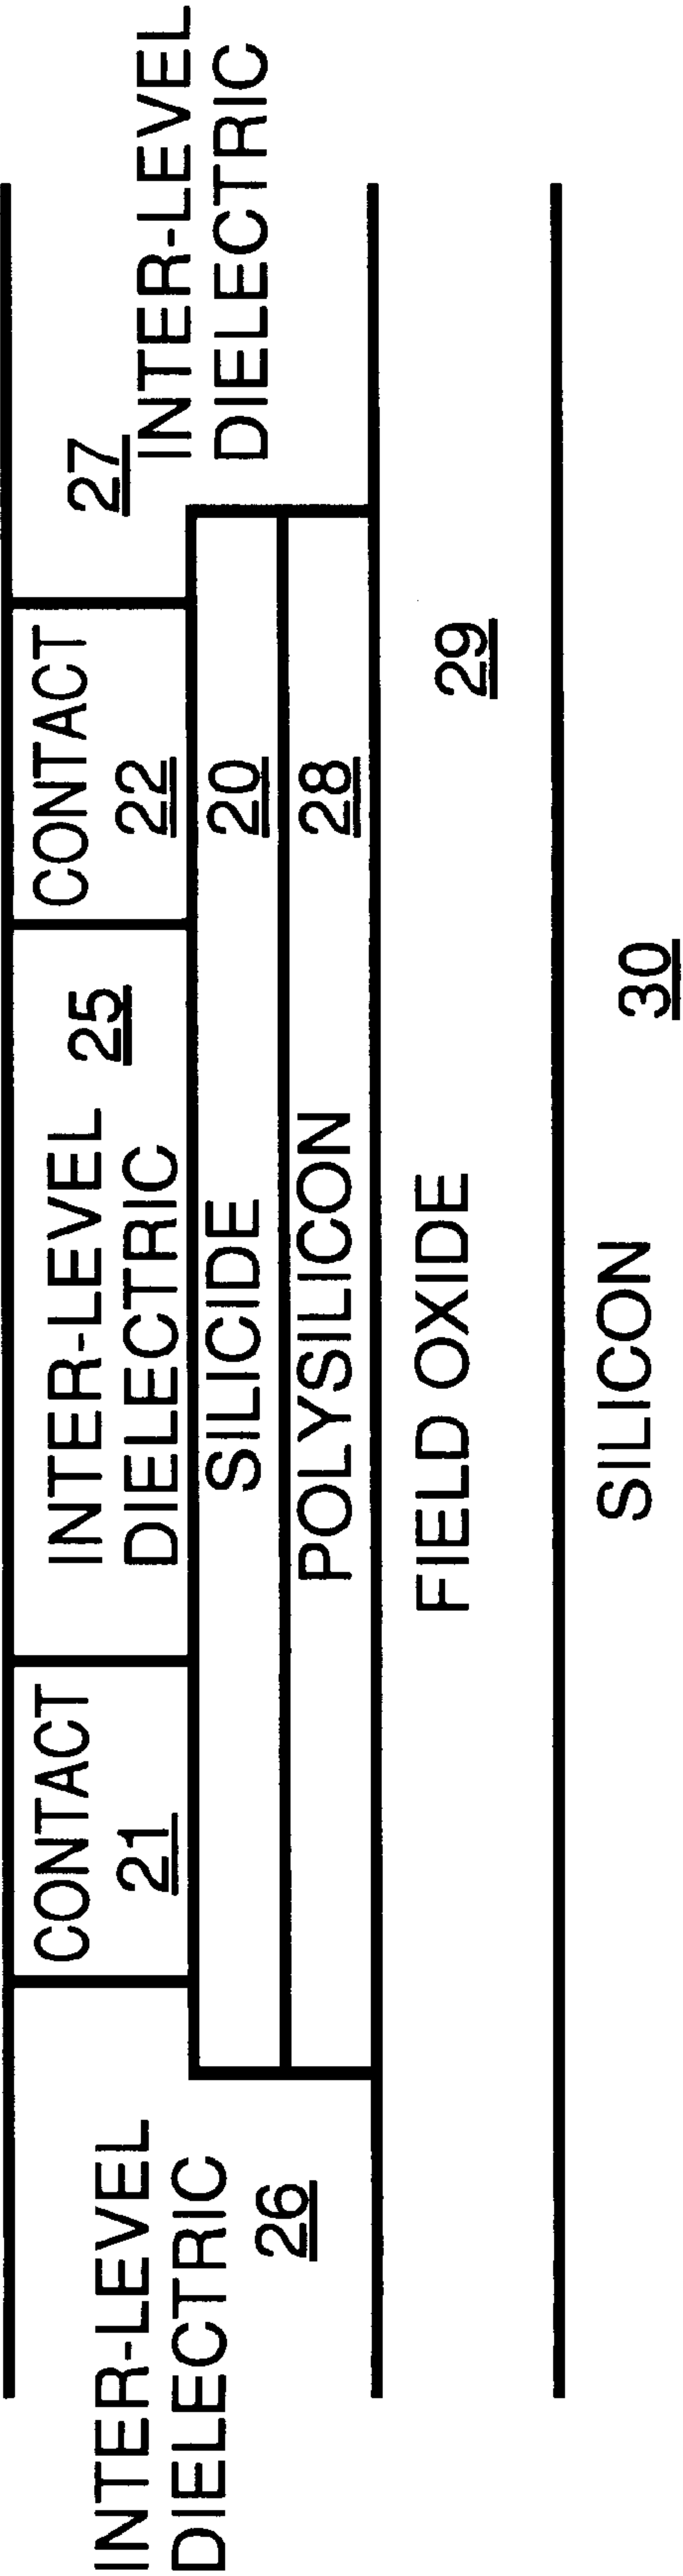 INTER-LEVEL
DIELECTRIC
26
CONTACT
21
INTER-LEVEL
DIELECTRIC
25
CONTACT
22
27
INTER-LEVEL
DIELECTRIC
SILICIDE
20
POLYSILICON
28
FIELD OXIDE
29
SILICON
30